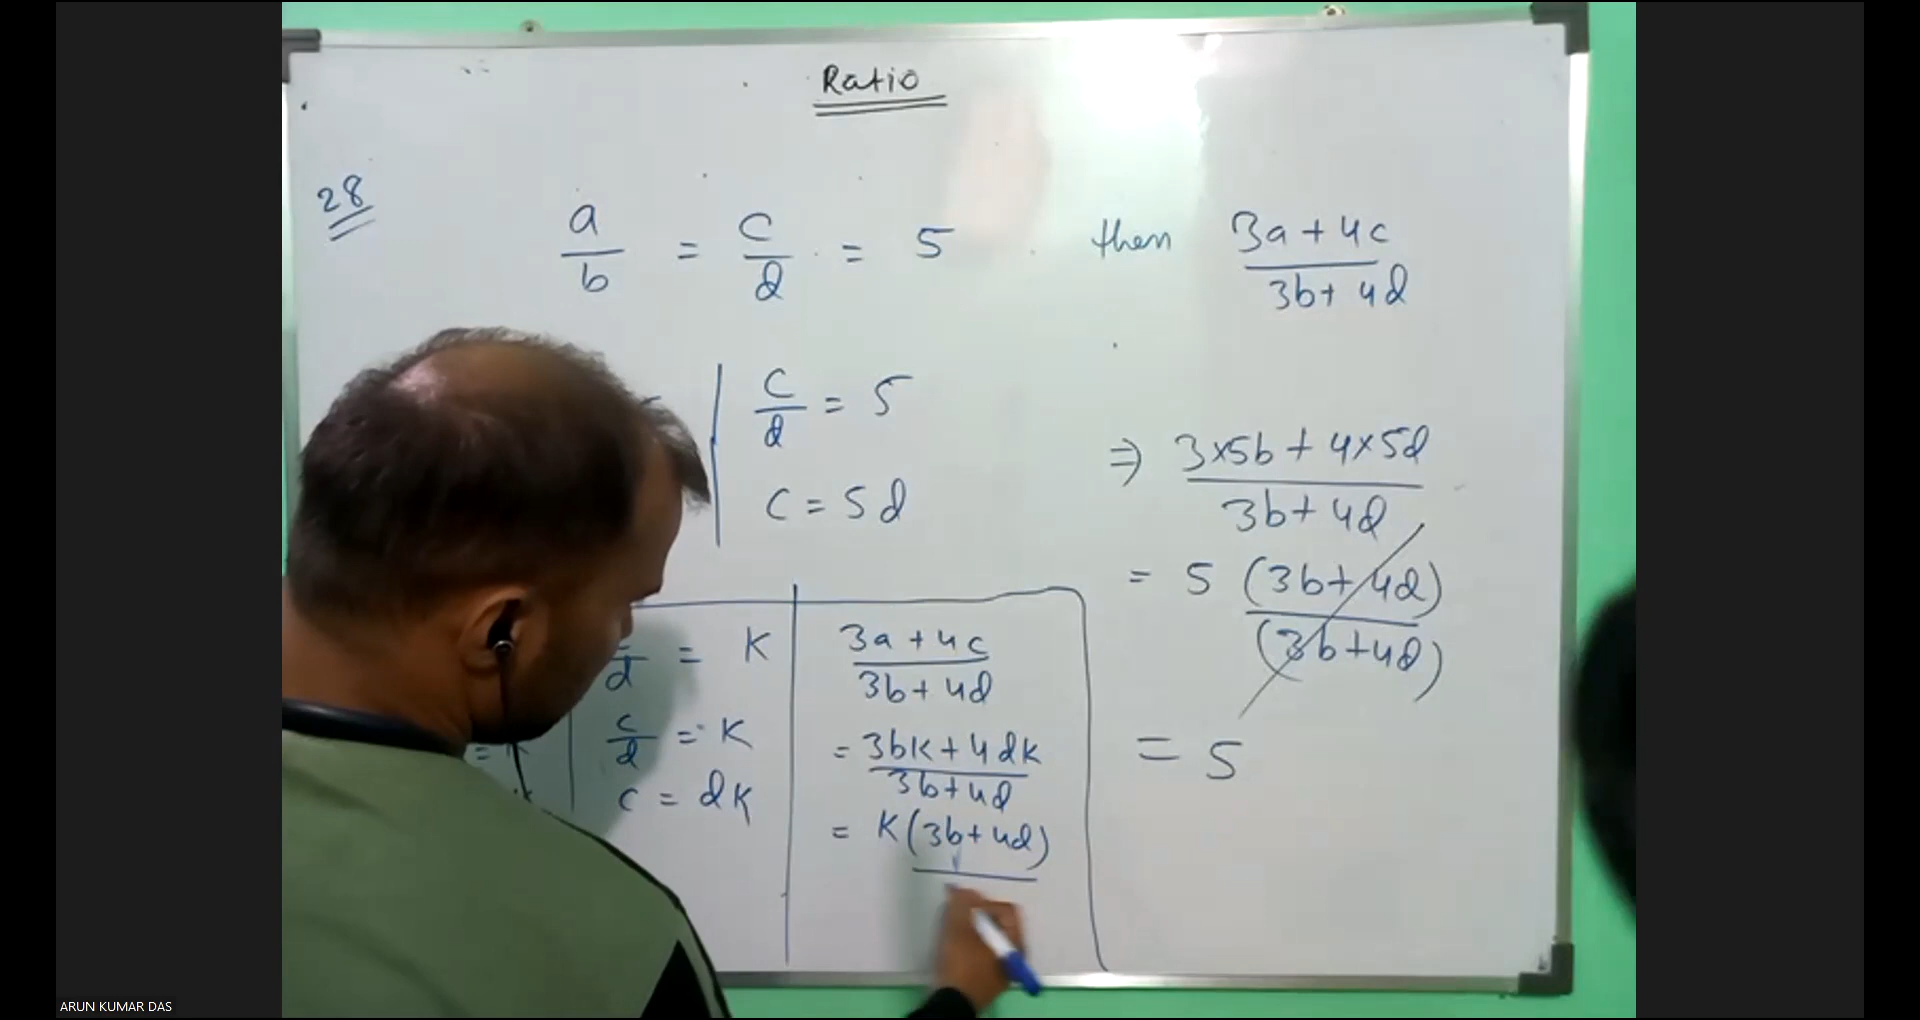 Ratio
28
a/b = c/d = 5 then (3a + 4c)/(3b + 4d)
c/d = 5
c = 5d
⇒ (3×5b + 4×5d)/(3b + 4d)
= 5 (3b + 4d)/(3b + 4d)
= 5
/d = K
c/d = K
c = dK
(3a + 4c)/(3b + 4d)
= (3bK + 4dK)/(3b + 4d)
= K(3b + 4d)
ARUN KUMAR DAS